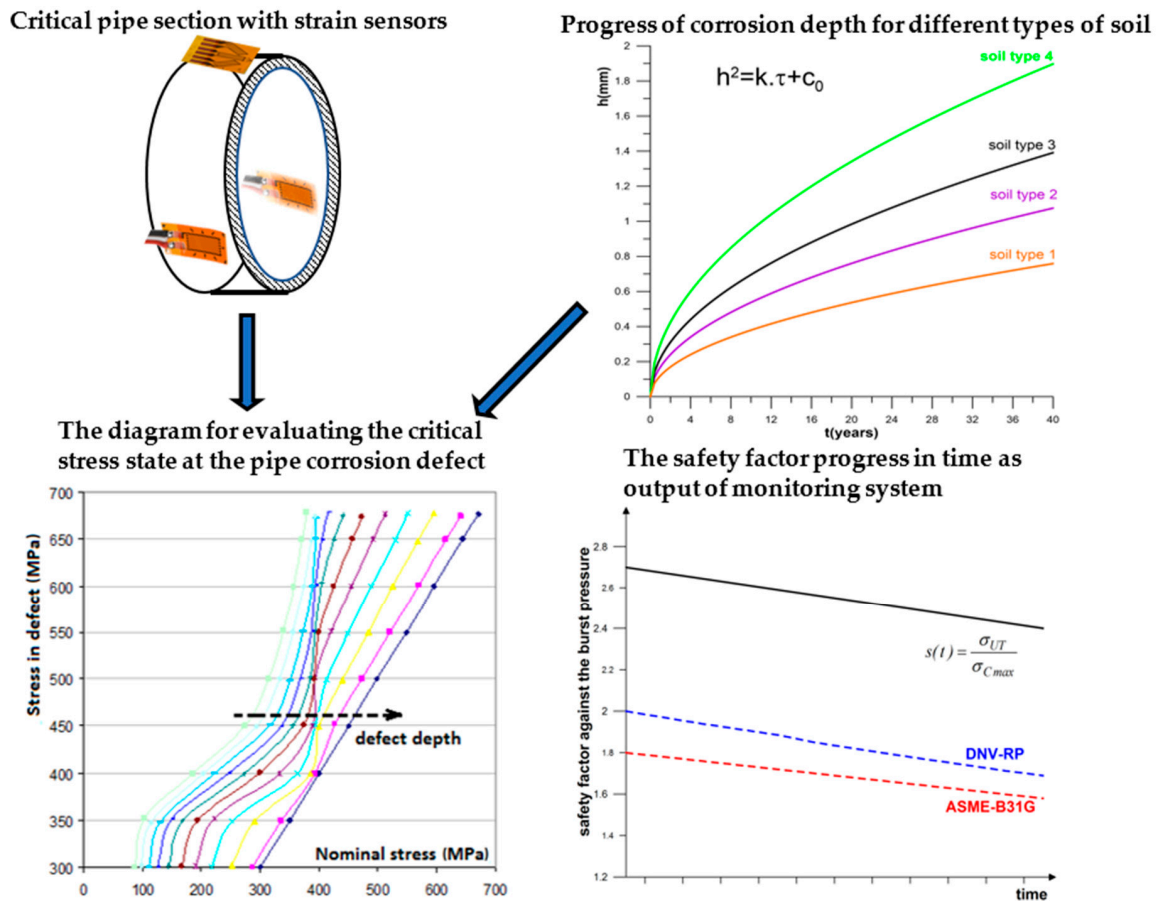 Critical pipe section with strain sensors
Progress of corrosion depth for different types of soil
h(mm)
2
1.8
1.6
1.4
1.2
1
0.8
0.6
0.4
0.2
0
h²=k.τ+c₀
soil type 4
soil type 3
soil type 2
soil type 1
0 4 8 12 16 20 24 28 32 36 40
t(years)
The diagram for evaluating the critical
stress state at the pipe corrosion defect
Stress in defect (MPa)
700
650
600
550
500
450
400
350
300
defect depth
Nominal stress (MPa)
0 100 200 300 400 500 600 700
The safety factor progress in time as
output of monitoring system
safety factor against the burst pressure
2.8
2.6
2.4
2.2
2
1.8
1.6
1.4
1.2
s(t) = σ_UT / σ_Cmax
DNV-RP
ASME-B31G
time